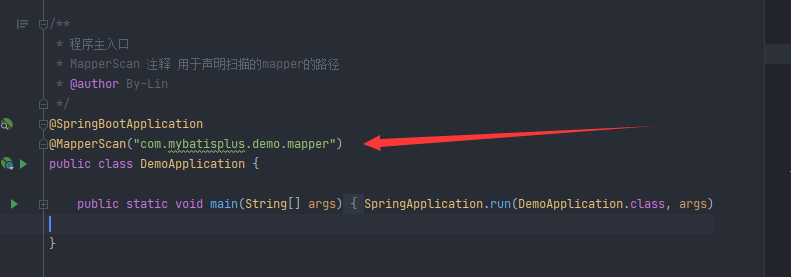 /**
* 程序主入口
* MapperScan 注释 用于声明扫描的mapper的路径
* @author By-Lin
*/
@SpringBootApplication
@MapperScan("com.mybatisplus.demo.mapper")
public class DemoApplication {
public static void main(String[] args) { SpringApplication.run(DemoApplication.class, args)
}